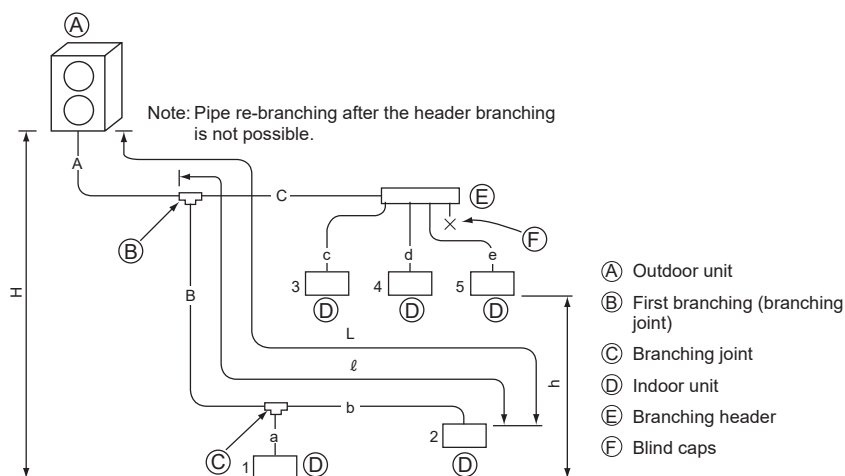 Ⓐ
Note: Pipe re-branching after the header branching
is not possible.
A
C
Ⓔ
Ⓑ
Ⓕ
c
d
e
3
Ⓓ
4
Ⓓ
5
Ⓓ
H
B
L
ℓ
h
b
a
2
Ⓓ
Ⓒ
1
Ⓓ
Ⓐ Outdoor unit
Ⓑ First branching (branching
joint)
Ⓒ Branching joint
Ⓓ Indoor unit
Ⓔ Branching header
Ⓕ Blind caps